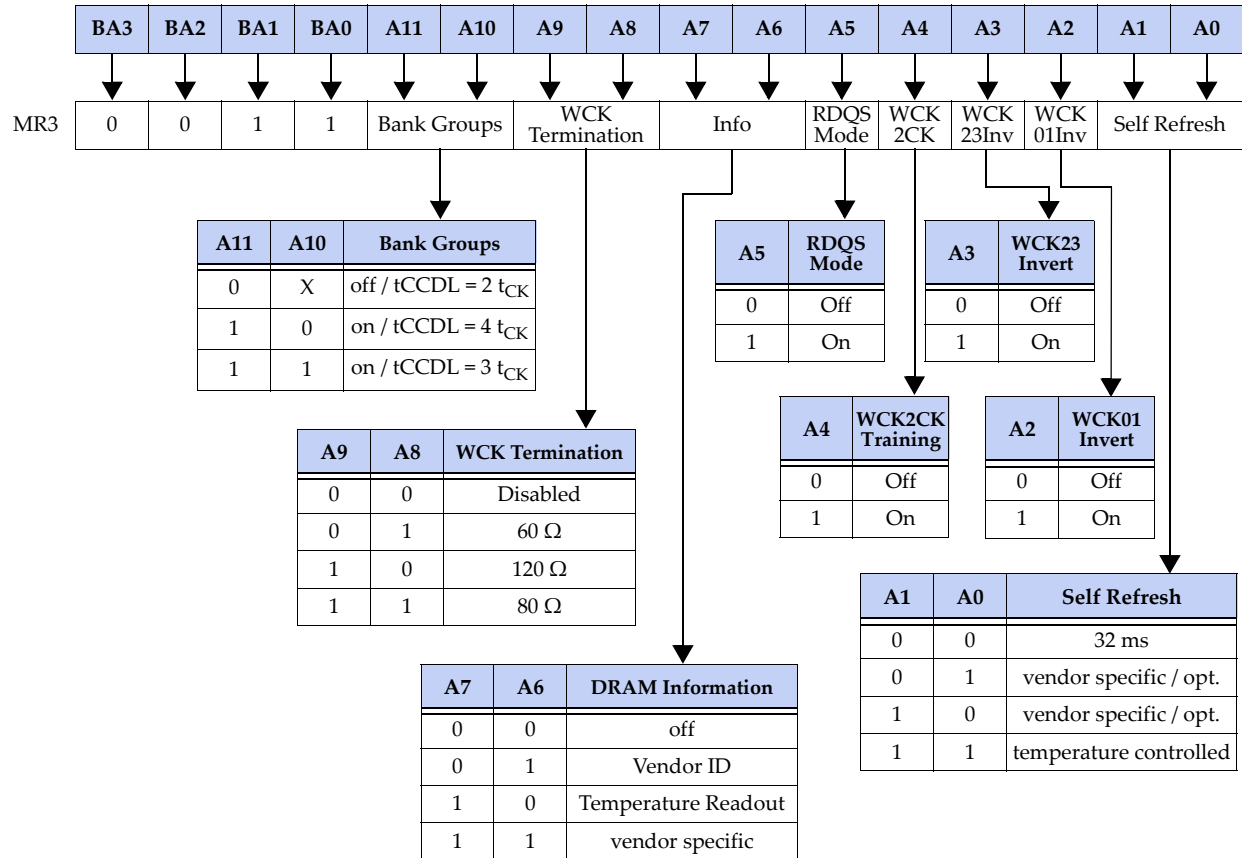 BA3 BA2 BA1 BA0 A11 A10 A9 A8 A7 A6 A5 A4 A3 A2 A1 A0
MR3 0 0 1 1 Bank Groups WCK Termination Info RDQS Mode WCK 2CK WCK 23Inv WCK 01Inv Self Refresh
A11 A10 Bank Groups
0 X off / tCCDL = 2 tCK
1 0 on / tCCDL = 4 tCK
1 1 on / tCCDL = 3 tCK
A5 RDQS Mode
0 Off
1 On
A3 WCK23 Invert
0 Off
1 On
A9 A8 WCK Termination
0 0 Disabled
0 1 60 Ω
1 0 120 Ω
1 1 80 Ω
A4 WCK2CK Training
0 Off
1 On
A2 WCK01 Invert
0 Off
1 On
A7 A6 DRAM Information
0 0 off
0 1 Vendor ID
1 0 Temperature Readout
1 1 vendor specific
A1 A0 Self Refresh
0 0 32 ms
0 1 vendor specific / opt.
1 0 vendor specific / opt.
1 1 temperature controlled